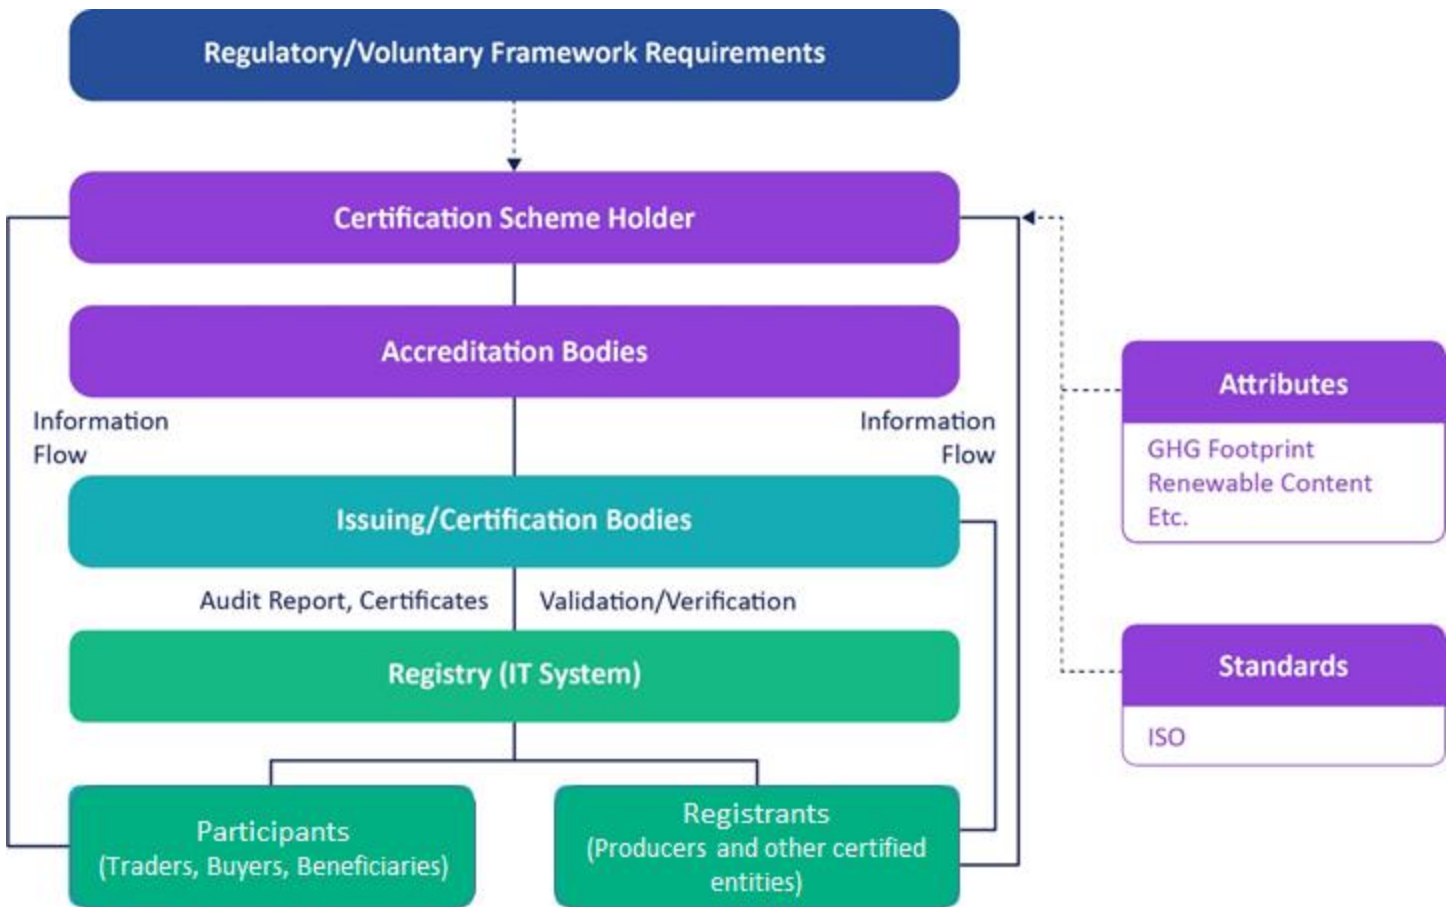 Regulatory/Voluntary Framework Requirements
Certification Scheme Holder
Accreditation Bodies
Information
Flow
Information
Flow
Issuing/Certification Bodies
Audit Report, Certificates
Validation/Verification
Registry (IT System)
Participants
(Traders, Buyers, Beneficiaries)
Registrants
(Producers and other certified
entities)
Attributes
GHG Footprint
Renewable Content
Etc.
Standards
ISO